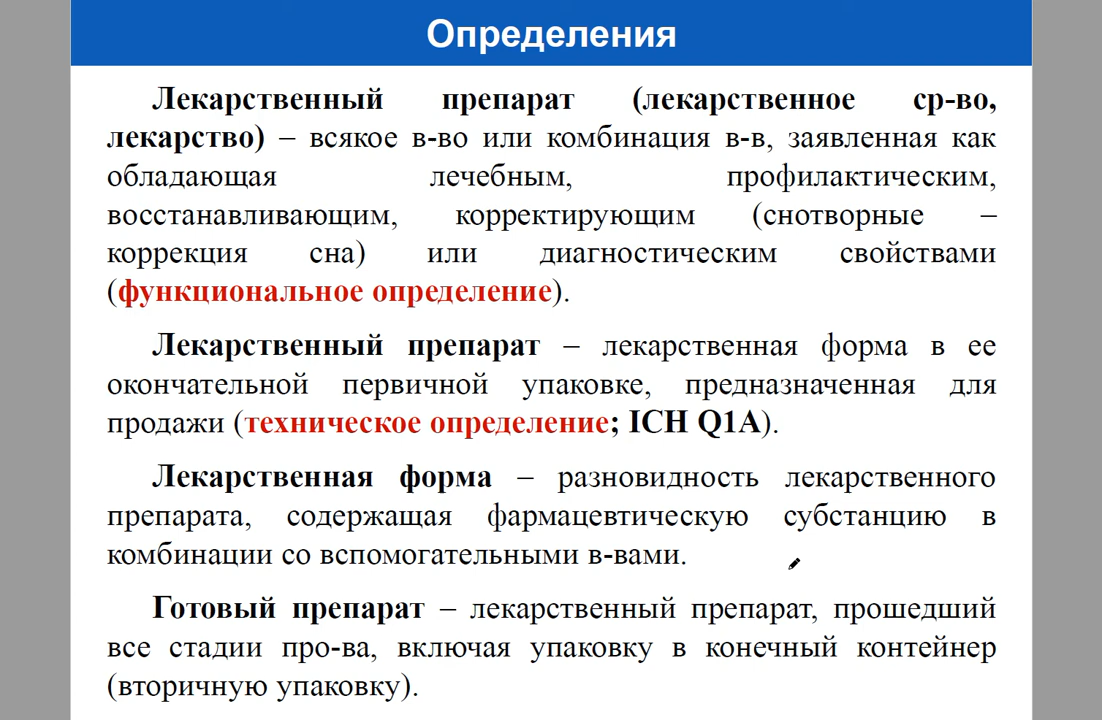 Определения
Лекарственный препарат (лекарственное ср-во,
лекарство) – всякое в-во или комбинация в-в, заявленная как
обладающая лечебным, профилактическим,
восстанавливающим, корректирующим (снотворные –
коррекция сна) или диагностическим свойствами
(функциональное определение).
Лекарственный препарат – лекарственная форма в ее
окончательной первичной упаковке, предназначенная для
продажи (техническое определение; ICH Q1A).
Лекарственная форма – разновидность лекарственного
препарата, содержащая фармацевтическую субстанцию в
комбинации со вспомогательными в-вами.
Готовый препарат – лекарственный препарат, прошедший
все стадии про-ва, включая упаковку в конечный контейнер
(вторичную упаковку).